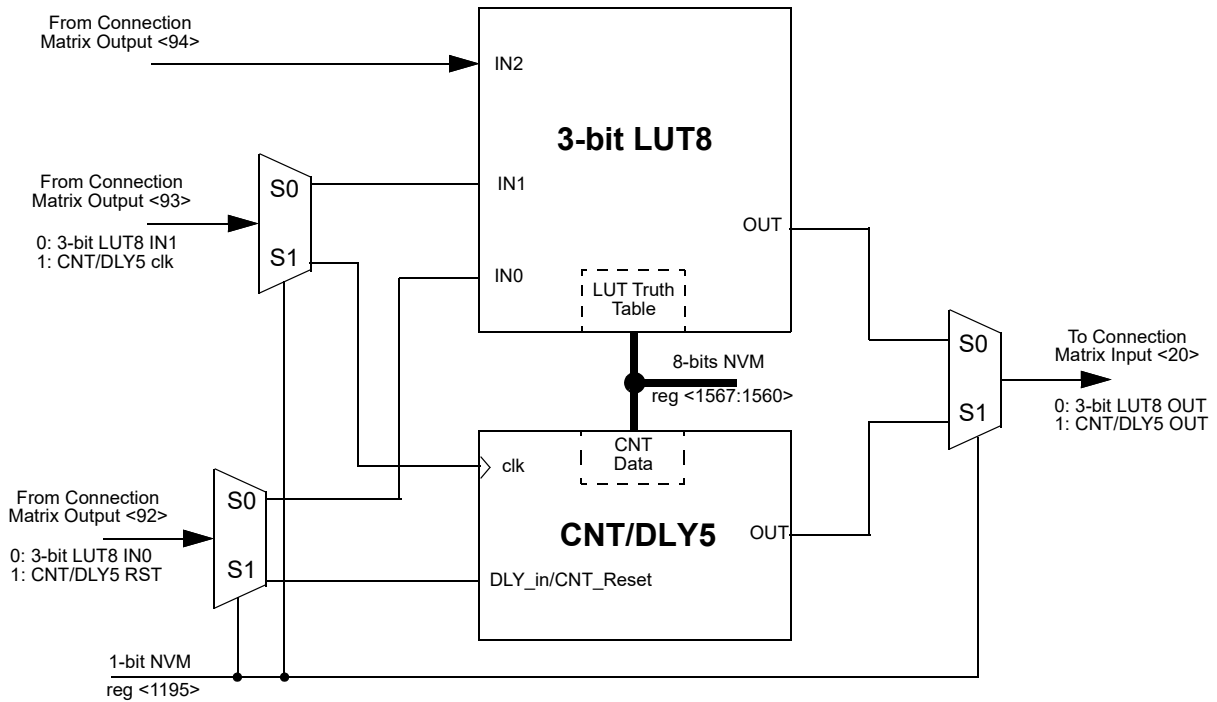 From Connection
Matrix Output <94>
IN2
3-bit LUT8
From Connection
Matrix Output <93>
0: 3-bit LUT8 IN1
1: CNT/DLY5 clk
S0
S1
IN1
IN0
OUT
LUT Truth
Table
8-bits NVM
reg <1567:1560>
S0
S1
To Connection
Matrix Input <20>
0: 3-bit LUT8 OUT
1: CNT/DLY5 OUT
CNT
Data
clk
CNT/DLY5
OUT
DLY_in/CNT_Reset
From Connection
Matrix Output <92>
0: 3-bit LUT8 IN0
1: CNT/DLY5 RST
S0
S1
1-bit NVM
reg <1195>